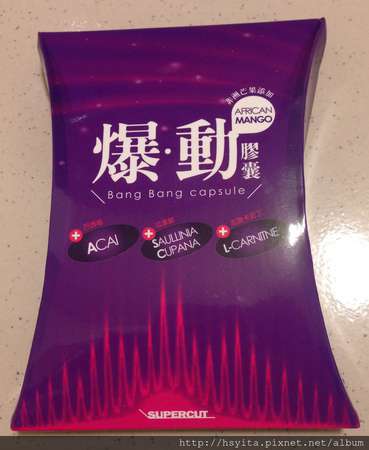 非洲芒果添加
AFRICAN
MANGO
爆·動膠囊
Bang Bang capsule
ACAI
SAULLINIA
CUPANA
L-CARNITNE
SUPERCUT
http://hsyita.pixnet.net/album